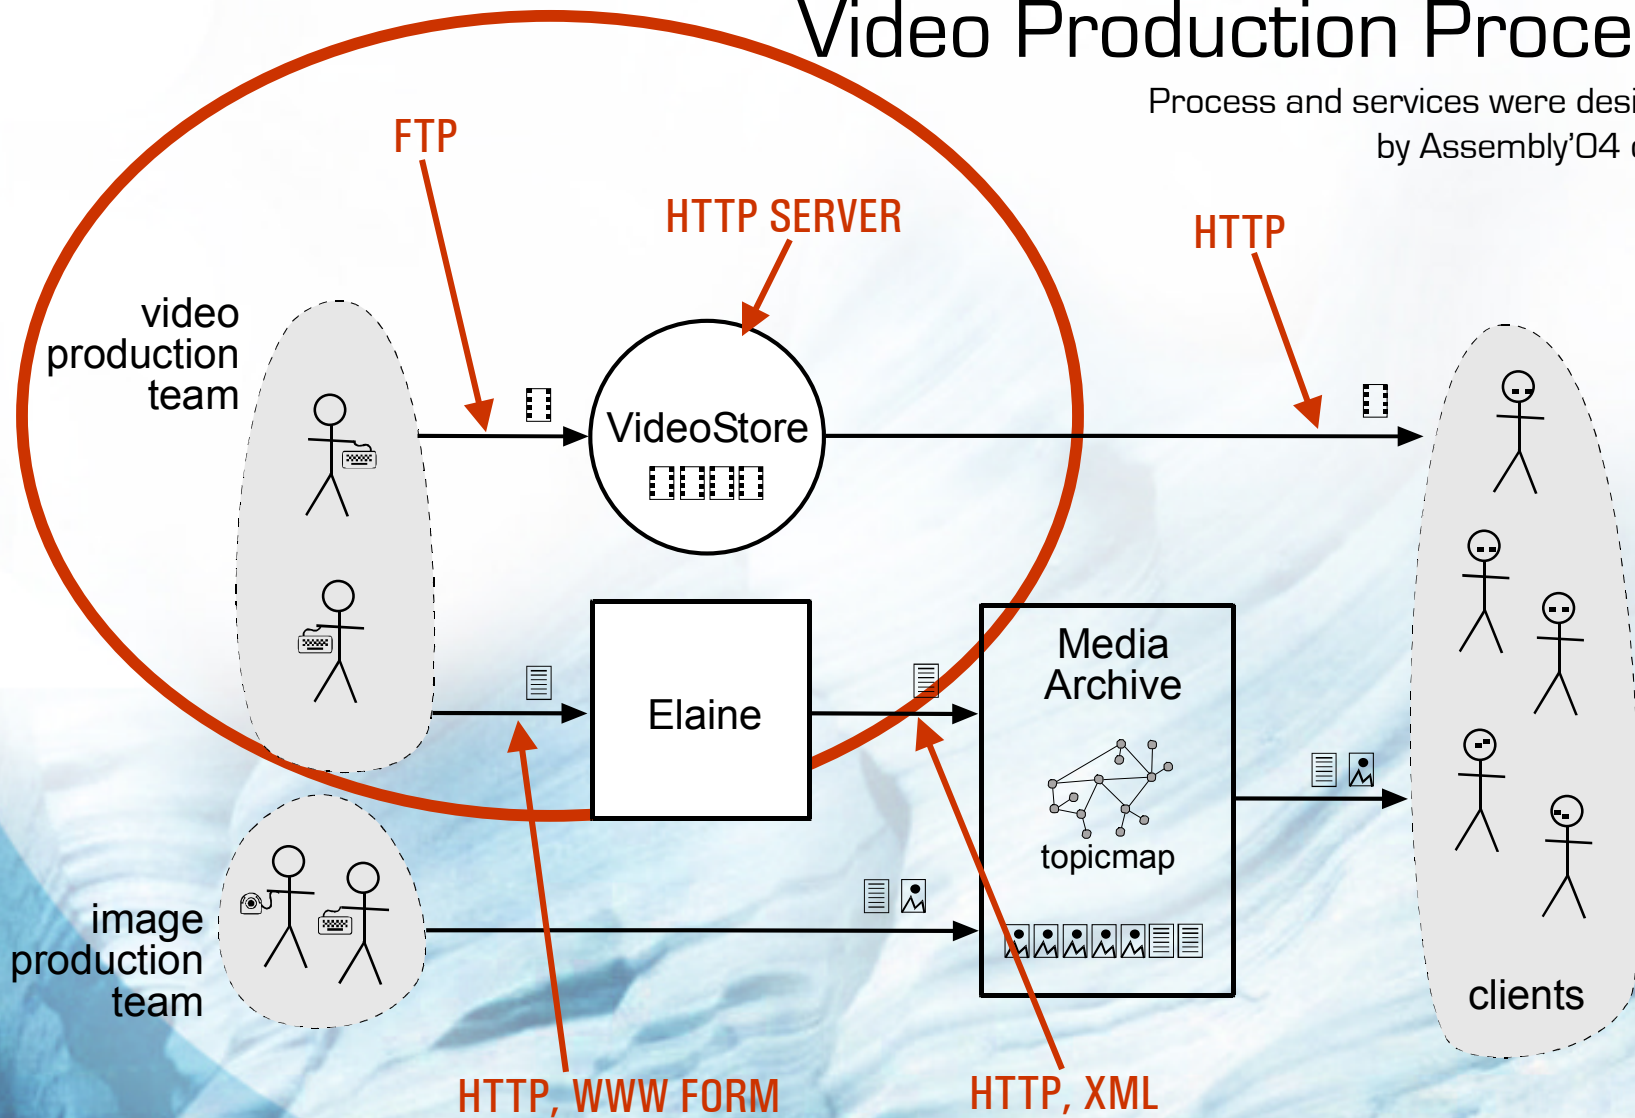 Video Production Proce
Process and services were desi
by Assembly'04
FTP
HTTP SERVER
HTTP
video
production
team
VideoStore
Elaine
Media
Archive
topicmap
image
production
team
clients
HTTP, WWW FORM
HTTP, XML